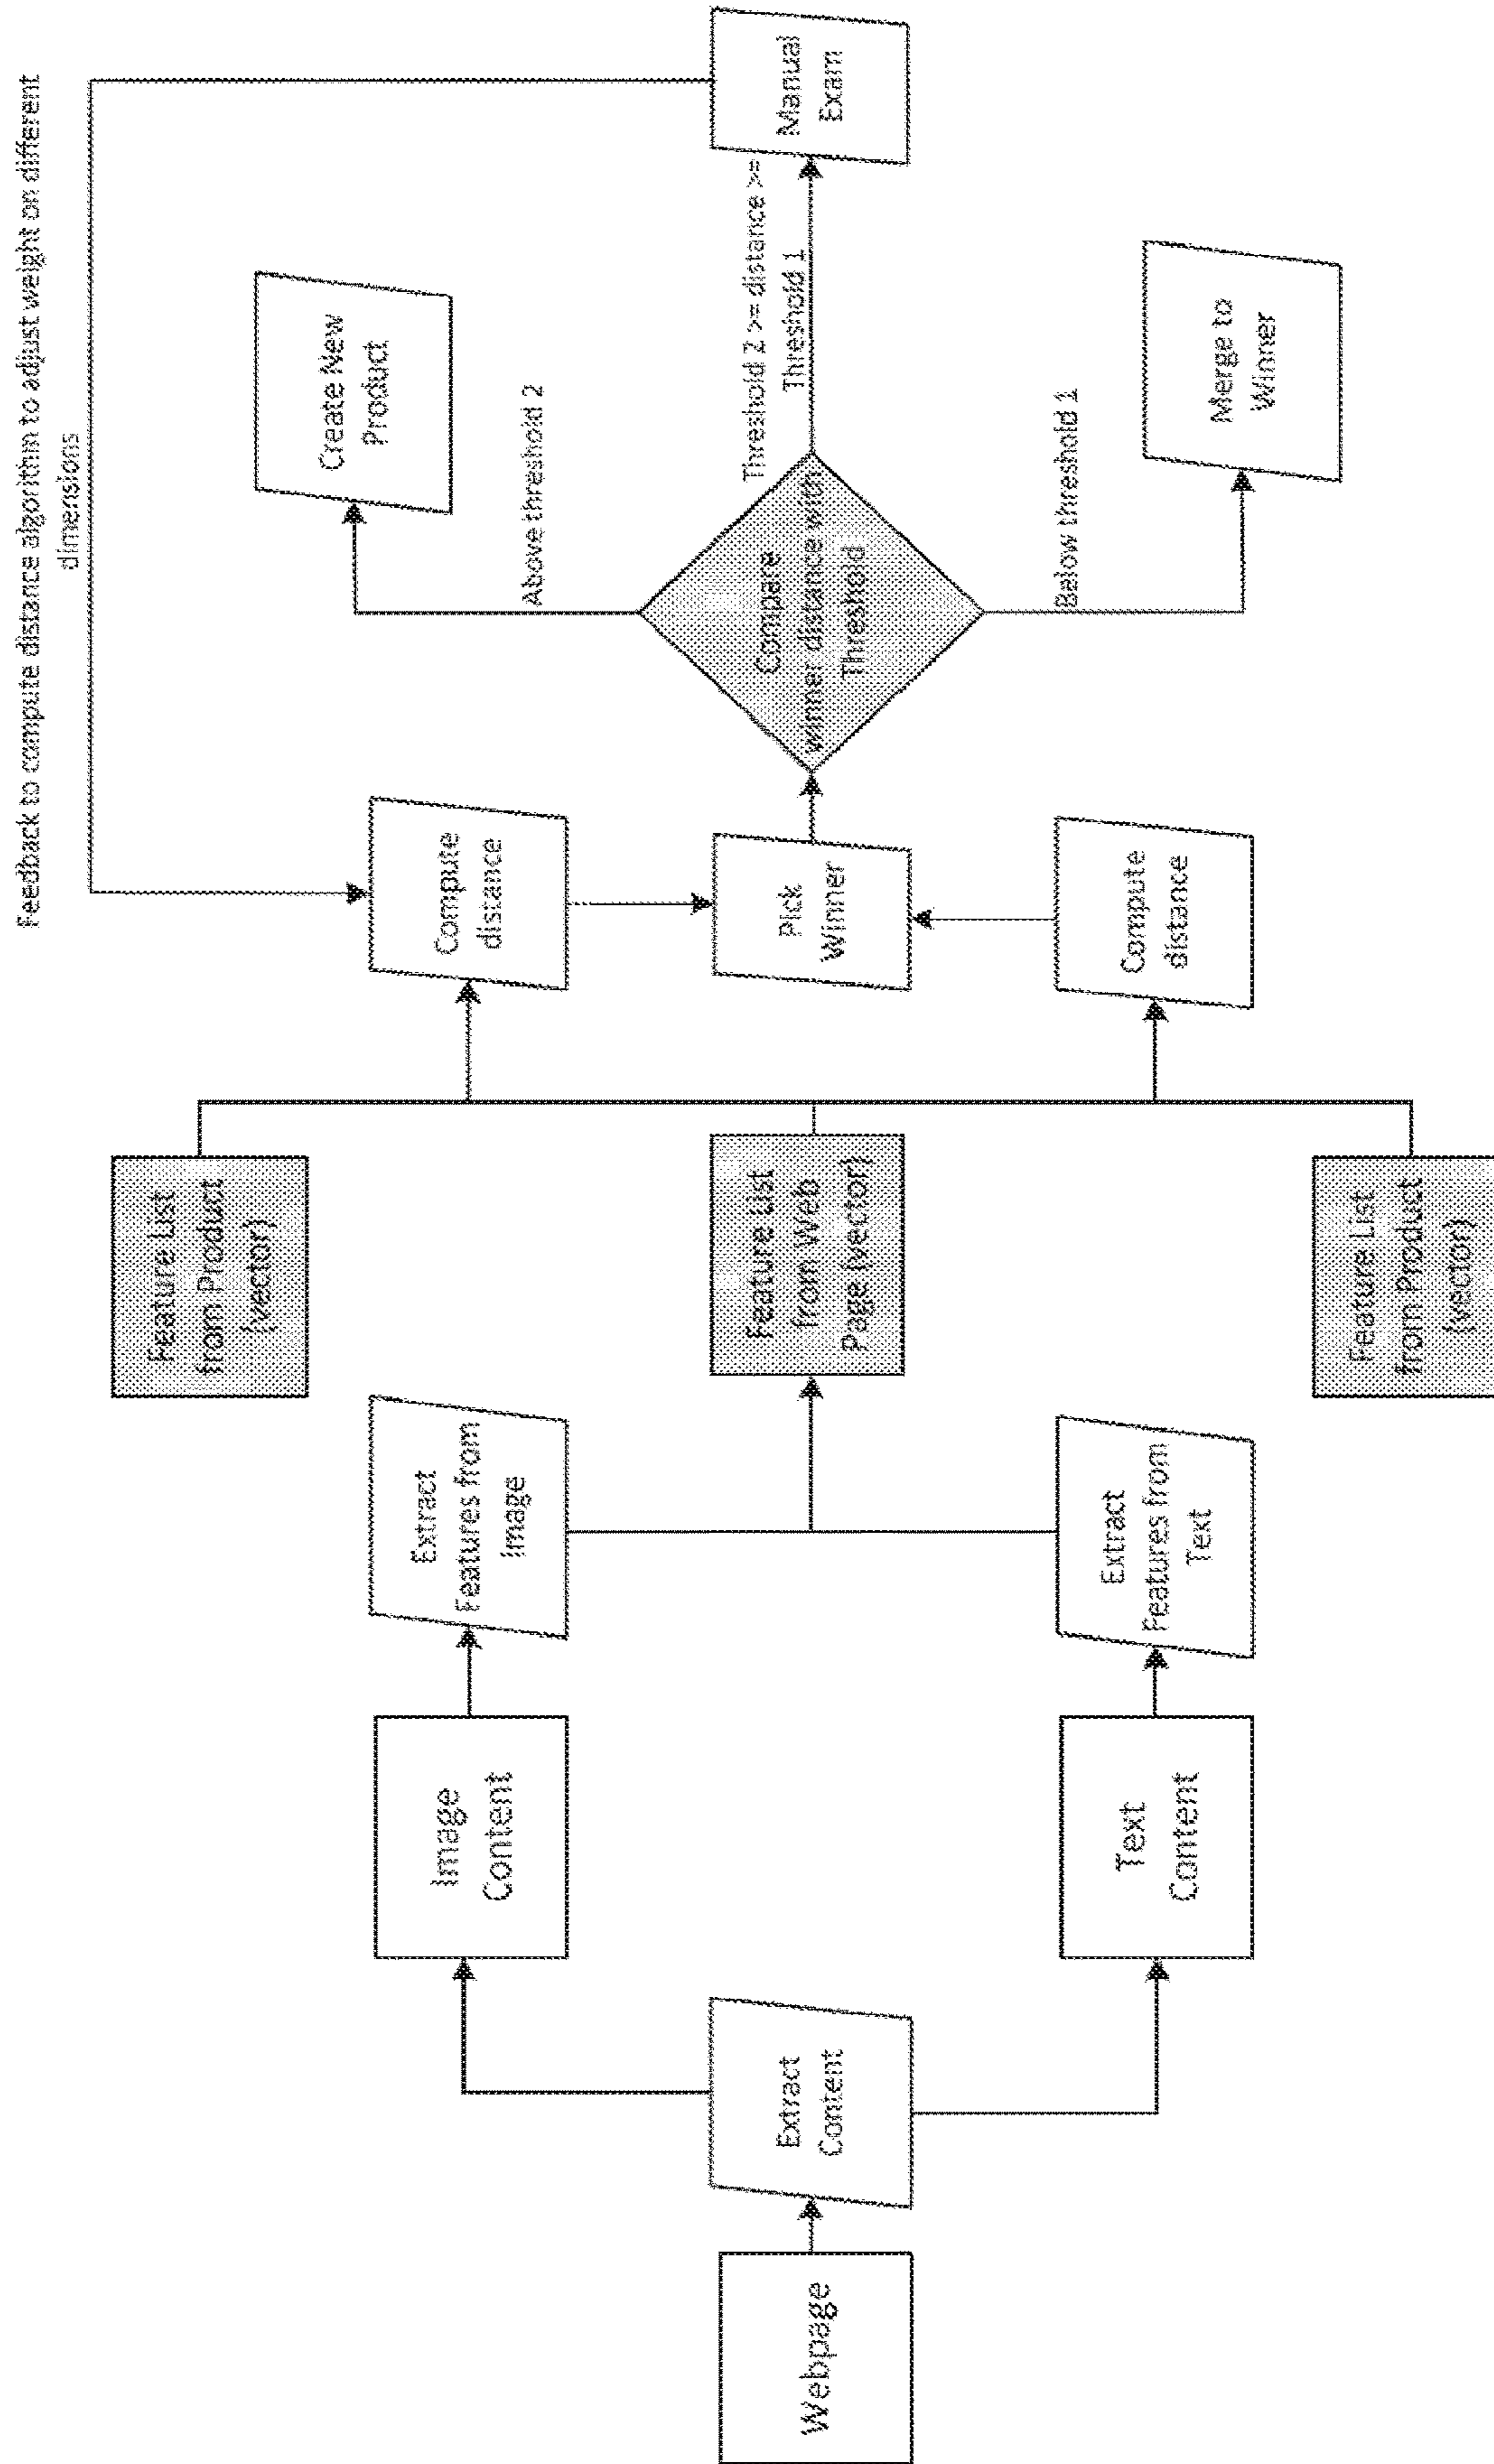 Feedback to compute distance algorithm to adjust weight on different
dimensions
Webpage
Extract
Content
Image
Content
Text
Content
Extract
Features from
Image
Extract
Features from
Text
Feature List
from Product
(vector)
Feature List
from Web
Page (vector)
Feature List
from Product
(vector)
Compute
distance
Pick
Winner
Compute
distance
Compare
winner distance with
Threshold
Above threshold 2
Create New
Product
Threshold 2 >= distance >=
Threshold 1
Manual
Exam
Below threshold 1
Merge to
Winner